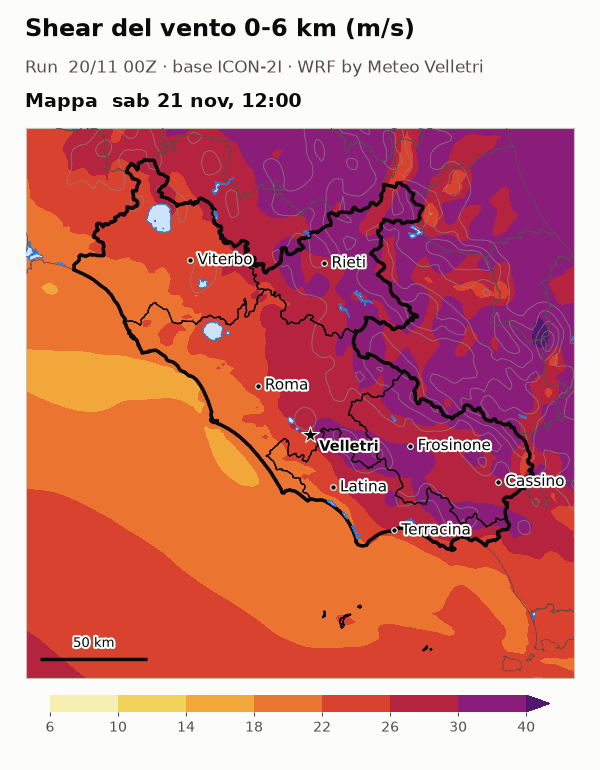 Shear del vento 0-6 km (m/s)
Run  20/11 00Z · base ICON-2I · WRF by Meteo Velletri
Mappa  sab 21 nov, 12:00
Viterbo
Rieti
Roma
Velletri
Frosinone
Latina
Cassino
Terracina
50 km
6 10 14 18 22 26 30 40